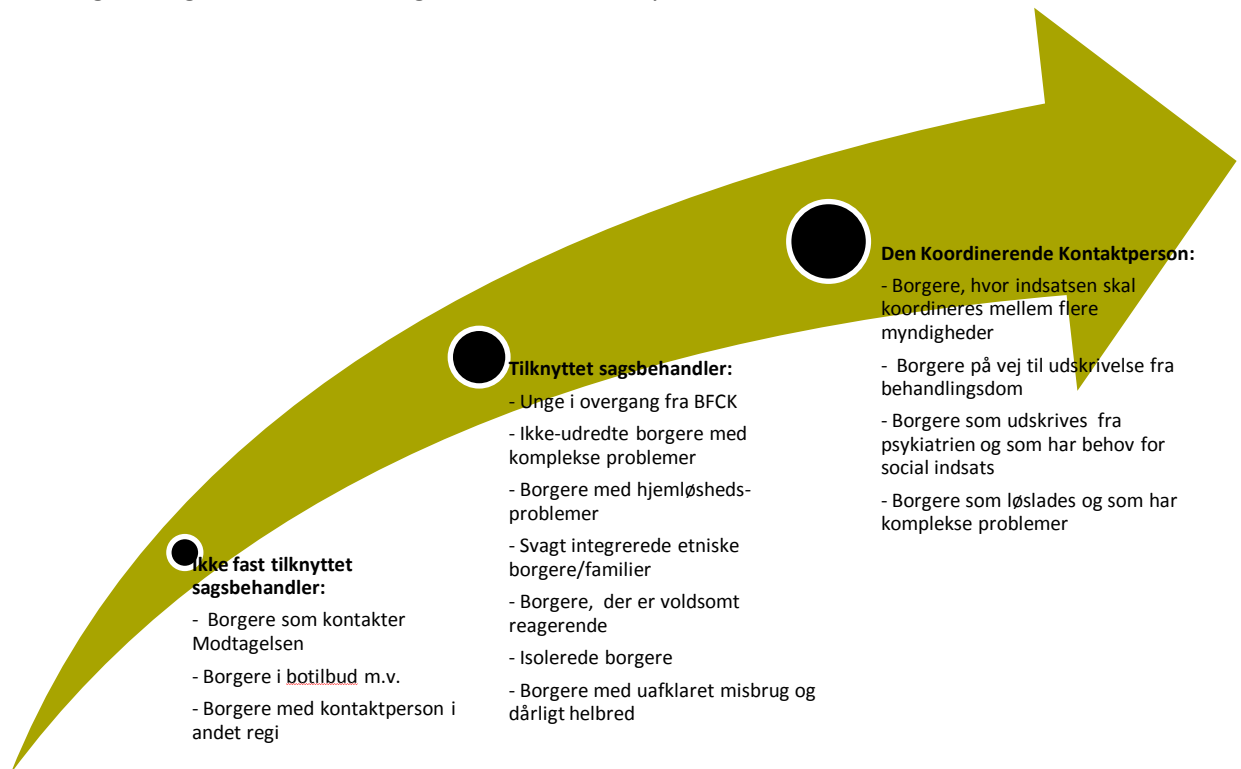 Ikke fast tilknyttet
sagsbehandler:
- Borgere som kontakter
Modtagelsen
- Borgere i botilbud m.v.
- Borgere med kontaktperson i
andet regi
Tilknyttet sagsbehandler:
- Unge i overgang fra BFCK
- Ikke-udredte borgere med
komplekse problemer
- Borgere med hjemløsheds-
problemer
- Svagt integrerede etniske
borgere/familier
- Borgere, der er voldsomt
reagerende
- Isolerede borgere
- Borgere med uafklaret misbrug og
dårligt helbred
Den Koordinerende Kontaktperson:
- Borgere, hvor indsatsen skal
koordineres mellem flere
myndigheder
- Borgere på vej til udskrivelse fra
behandlingsdom
- Borgere som udskrives fra
psykiatrien og som har behov for
social indsats
- Borgere som løslades og som har
komplekse problemer